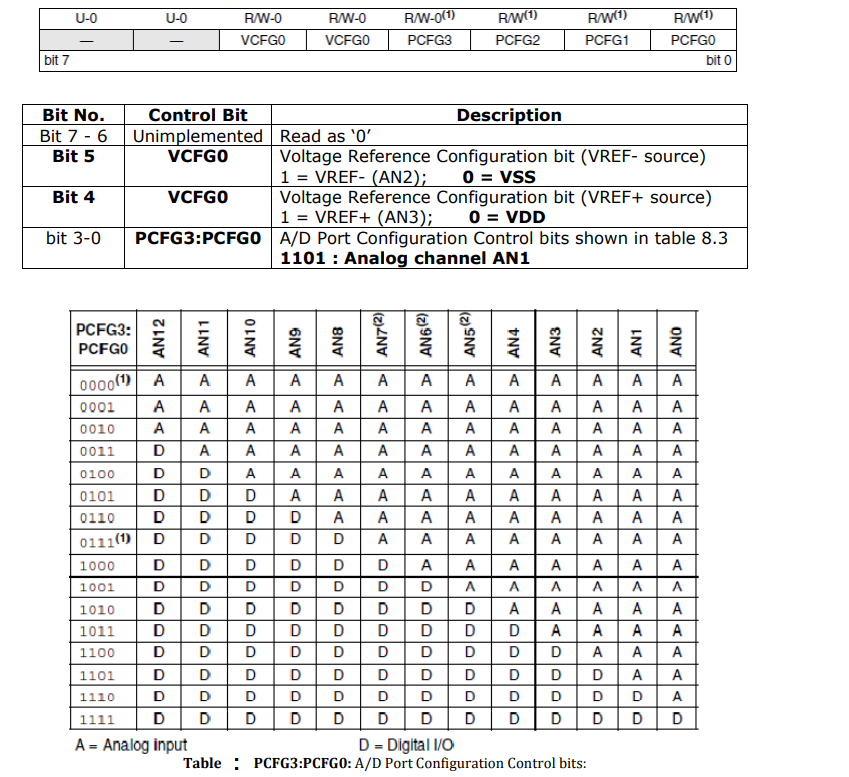 U-0 U-0 R/W-0 R/W-0 R/W-0(1) R/W(1) R/W(1) R/W(1)
— — VCFG0 VCFG0 PCFG3 PCFG2 PCFG1 PCFG0
bit 7 bit 0
Bit No. Control Bit Description
Bit 7 - 6 Unimplemented Read as ‘0’
Bit 5 VCFG0 Voltage Reference Configuration bit (VREF- source)
1 = VREF- (AN2); 0 = VSS
Bit 4 VCFG0 Voltage Reference Configuration bit (VREF+ source)
1 = VREF+ (AN3); 0 = VDD
bit 3-0 PCFG3:PCFG0 A/D Port Configuration Control bits shown in table 8.3
1101 : Analog channel AN1
PCFG3: PCFG0 AN12 AN11 AN10 AN9 AN8 AN7(2) AN6(2) AN5(2) AN4 AN3 AN2 AN1 AN0
0000(1) A A A A A A A A A A A A A
0001 A A A A A A A A A A A A A
0010 A A A A A A A A A A A A A
0011 D A A A A A A A A A A A A
0100 D D A A A A A A A A A A A
0101 D D D A A A A A A A A A A
0110 D D D D A A A A A A A A A
0111(1) D D D D D A A A A A A A A
1000 D D D D D D A A A A A A A
1001 D D D D D D D A A A A A A
1010 D D D D D D D D A A A A A
1011 D D D D D D D D D A A A A
1100 D D D D D D D D D D A A A
1101 D D D D D D D D D D D A A
1110 D D D D D D D D D D D D A
1111 D D D D D D D D D D D D D
A = Analog input D = Digital I/O
Table : PCFG3:PCFG0: A/D Port Configuration Control bits: